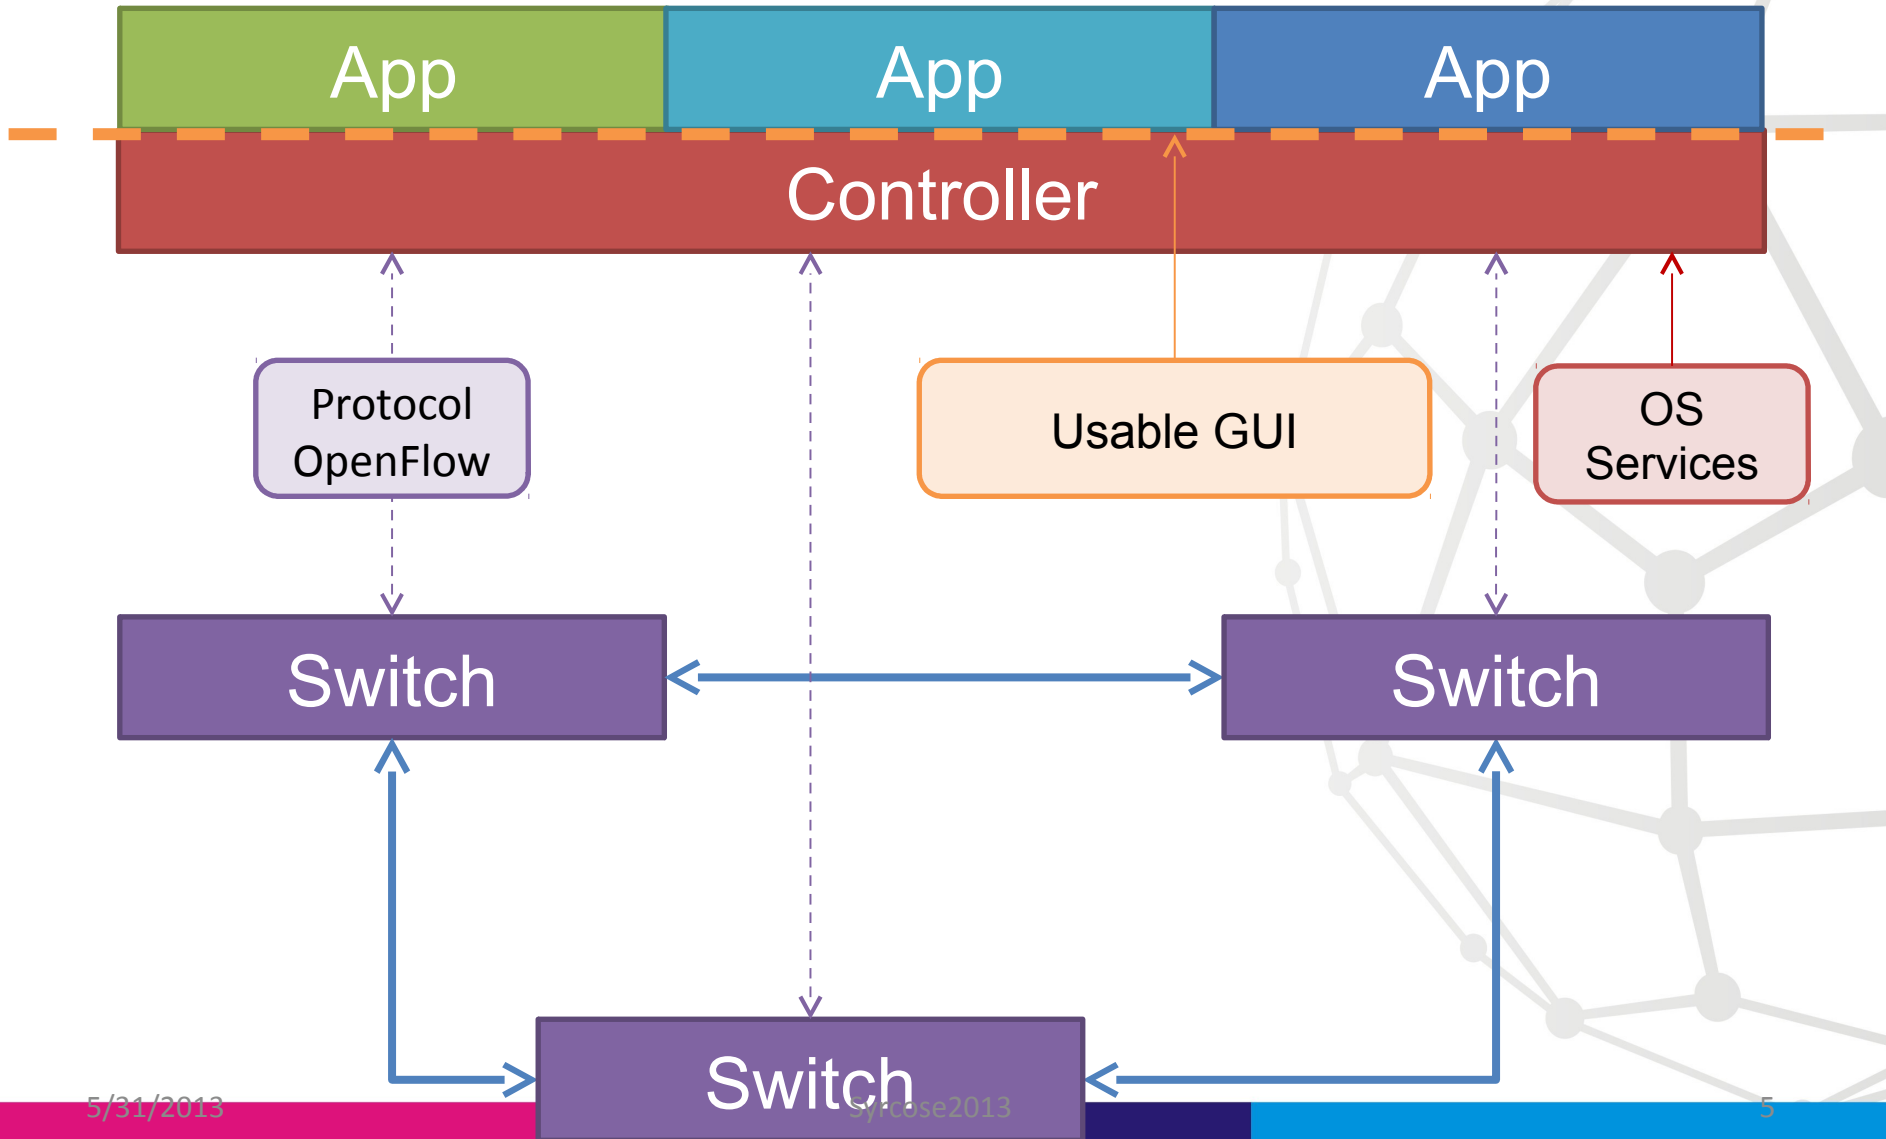 App
App
App
Controller
Protocol
OpenFlow
Usable GUI
OS
Services
Switch
Switch
Switch
5/31/2013
Syrcose2013
5